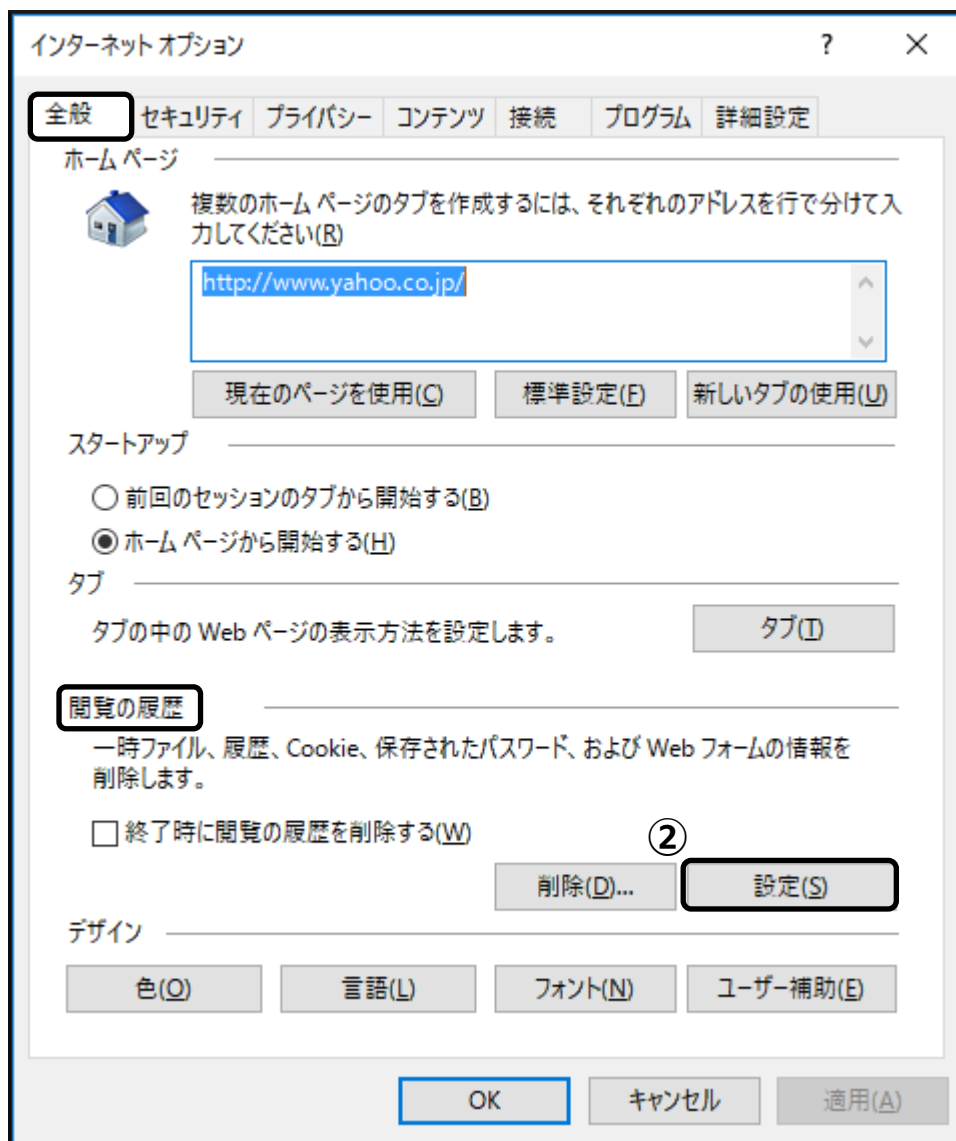 インターネット オプション ? ×
全般 セキュリティ プライバシー コンテンツ 接続 プログラム 詳細設定
ホーム ページ
複数のホーム ページのタブを作成するには、それぞれのアドレスを行で分けて入
力してください(R)
http://www.yahoo.co.jp/
現在のページを使用(C) 標準設定(F) 新しいタブの使用(U)
スタートアップ
前回のセッションのタブから開始する(B)
ホーム ページから開始する(H)
タブ
タブの中の Web ページの表示方法を設定します。 タブ(T)
閲覧の履歴
一時ファイル、履歴、Cookie、保存されたパスワード、および Web フォームの情報を
削除します。
終了時に閲覧の履歴を削除する(W)
②
削除(D)... 設定(S)
デザイン
色(O) 言語(L) フォント(N) ユーザー補助(E)
OK キャンセル 適用(A)